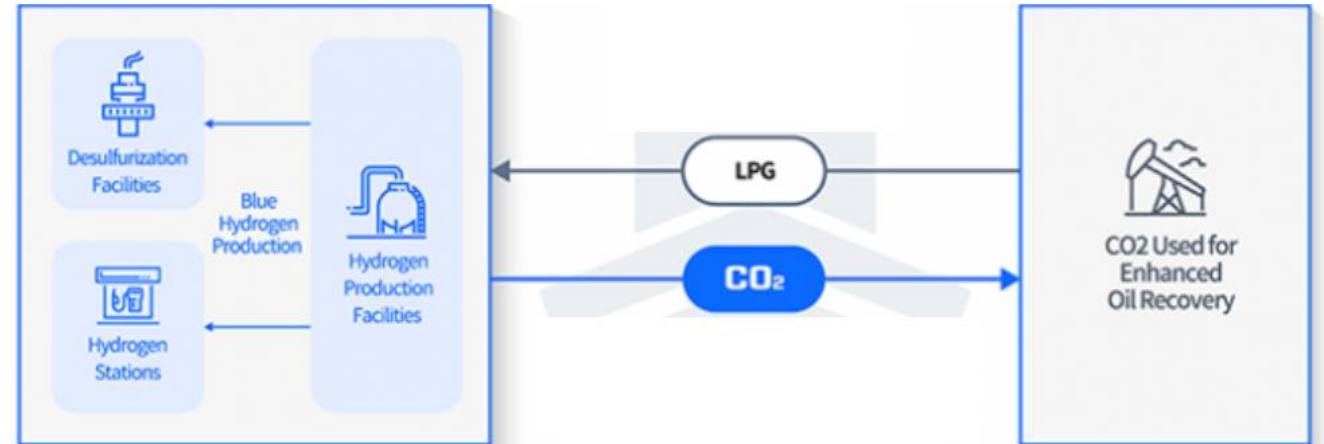 Desulfurization
Facilities
Blue
Hydrogen
Production
Hydrogen
Stations
Hydrogen
Production
Facilities
LPG
CO₂
CO2 Used for
Enhanced
Oil Recovery